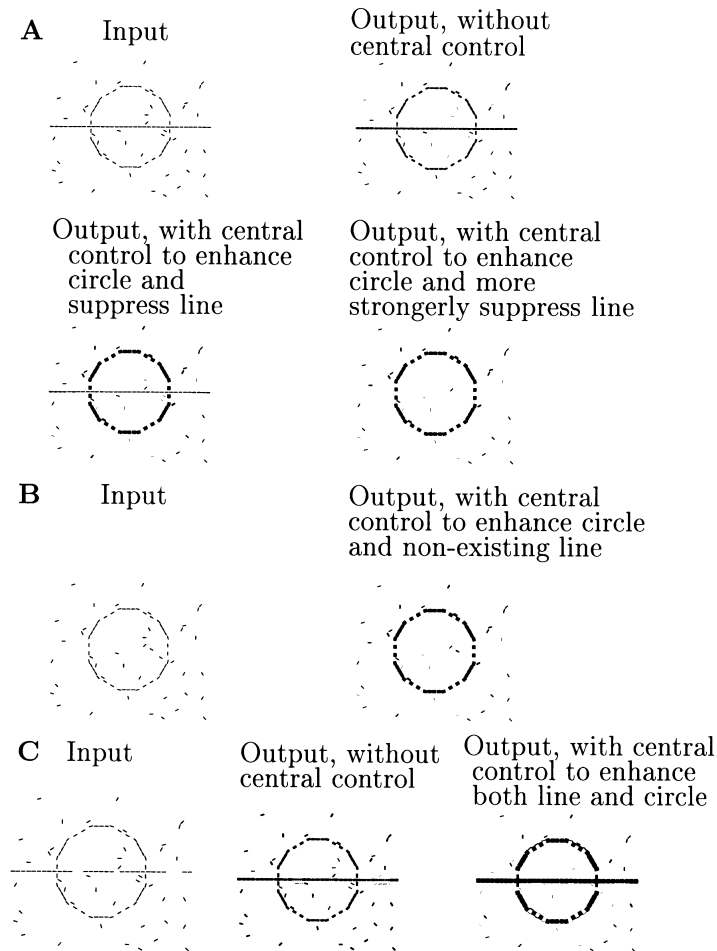 A Input
Output, without
central control
Output, with central
control to enhance
circle and
suppress line
Output, with central
control to enhance
circle and more
strongerly suppress line
B Input
Output, with central
control to enhance circle
and non-existing line
C Input
Output, without
central control
Output, with central
control to enhance
both line and circle